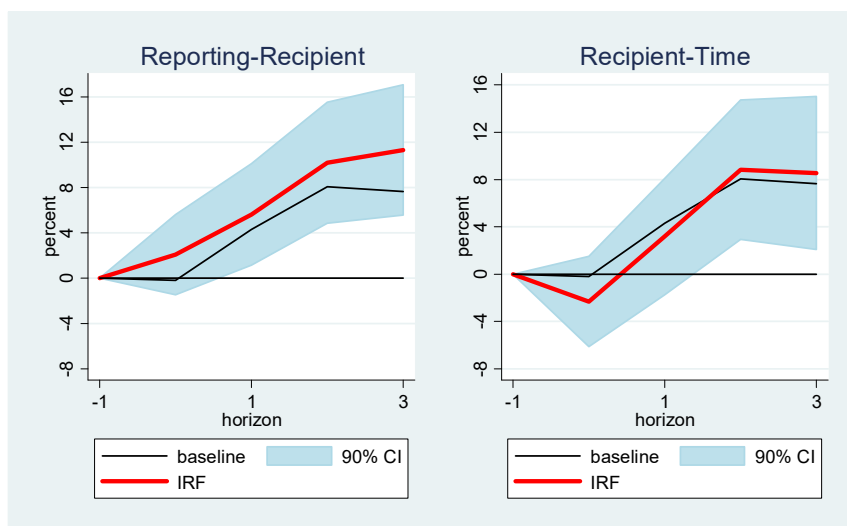 Reporting-Recipient
percent
16
12
8
4
0
-4
-8
-1
1
3
horizon
baseline
90% CI
IRF
Recipient-Time
percent
16
12
8
4
0
-4
-8
-1
1
3
horizon
baseline
90% CI
IRF